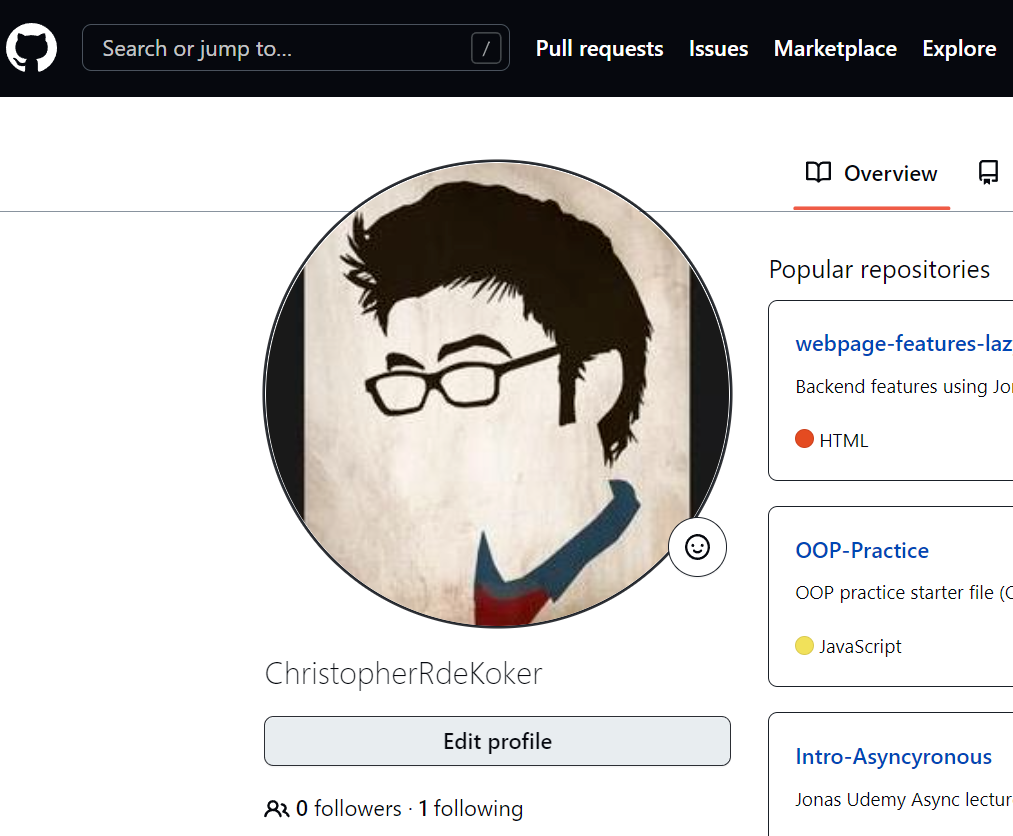 Search or jump to... /
Pull requests
Issues
Marketplace
Explore
Overview
ChristopherRdeKoker
Edit profile
0 followers · 1 following
Popular repositories
webpage-features-laz
Backend features using Jo
HTML
OOP-Practice
OOP practice starter file (
JavaScript
Intro-Asyncyronous
Jonas Udemy Async lectur